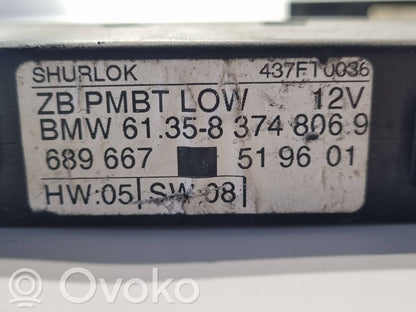 SHURLOK 437FT0036
ZB PMBT LOW 12V
BMW 61.35-8 374 806.9
689 667 51 96 01
HW:05 SW:08
OVOKO